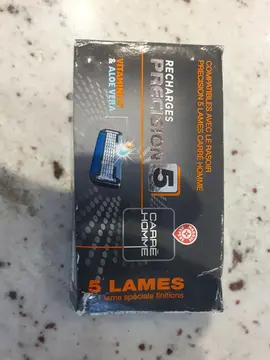 COMPATIBLES AVEC LE RASOIR
PRECISION 5 LAMES CARRÉ HOMME
RECHARGES
PRECISION 5
VITAMINE E
& ALOE VERA
CARRÉ
HOMME
5 LAMES
lame spéciale finitions